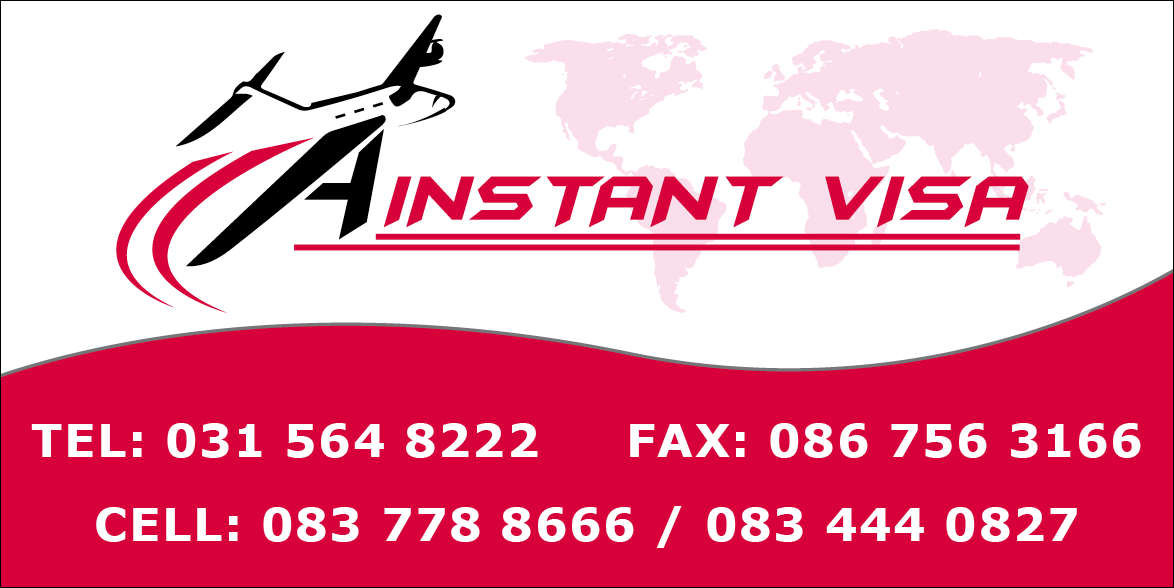 A INSTANT VISA
TEL: 031 564 8222 FAX: 086 756 3166
CELL: 083 778 8666 / 083 444 0827